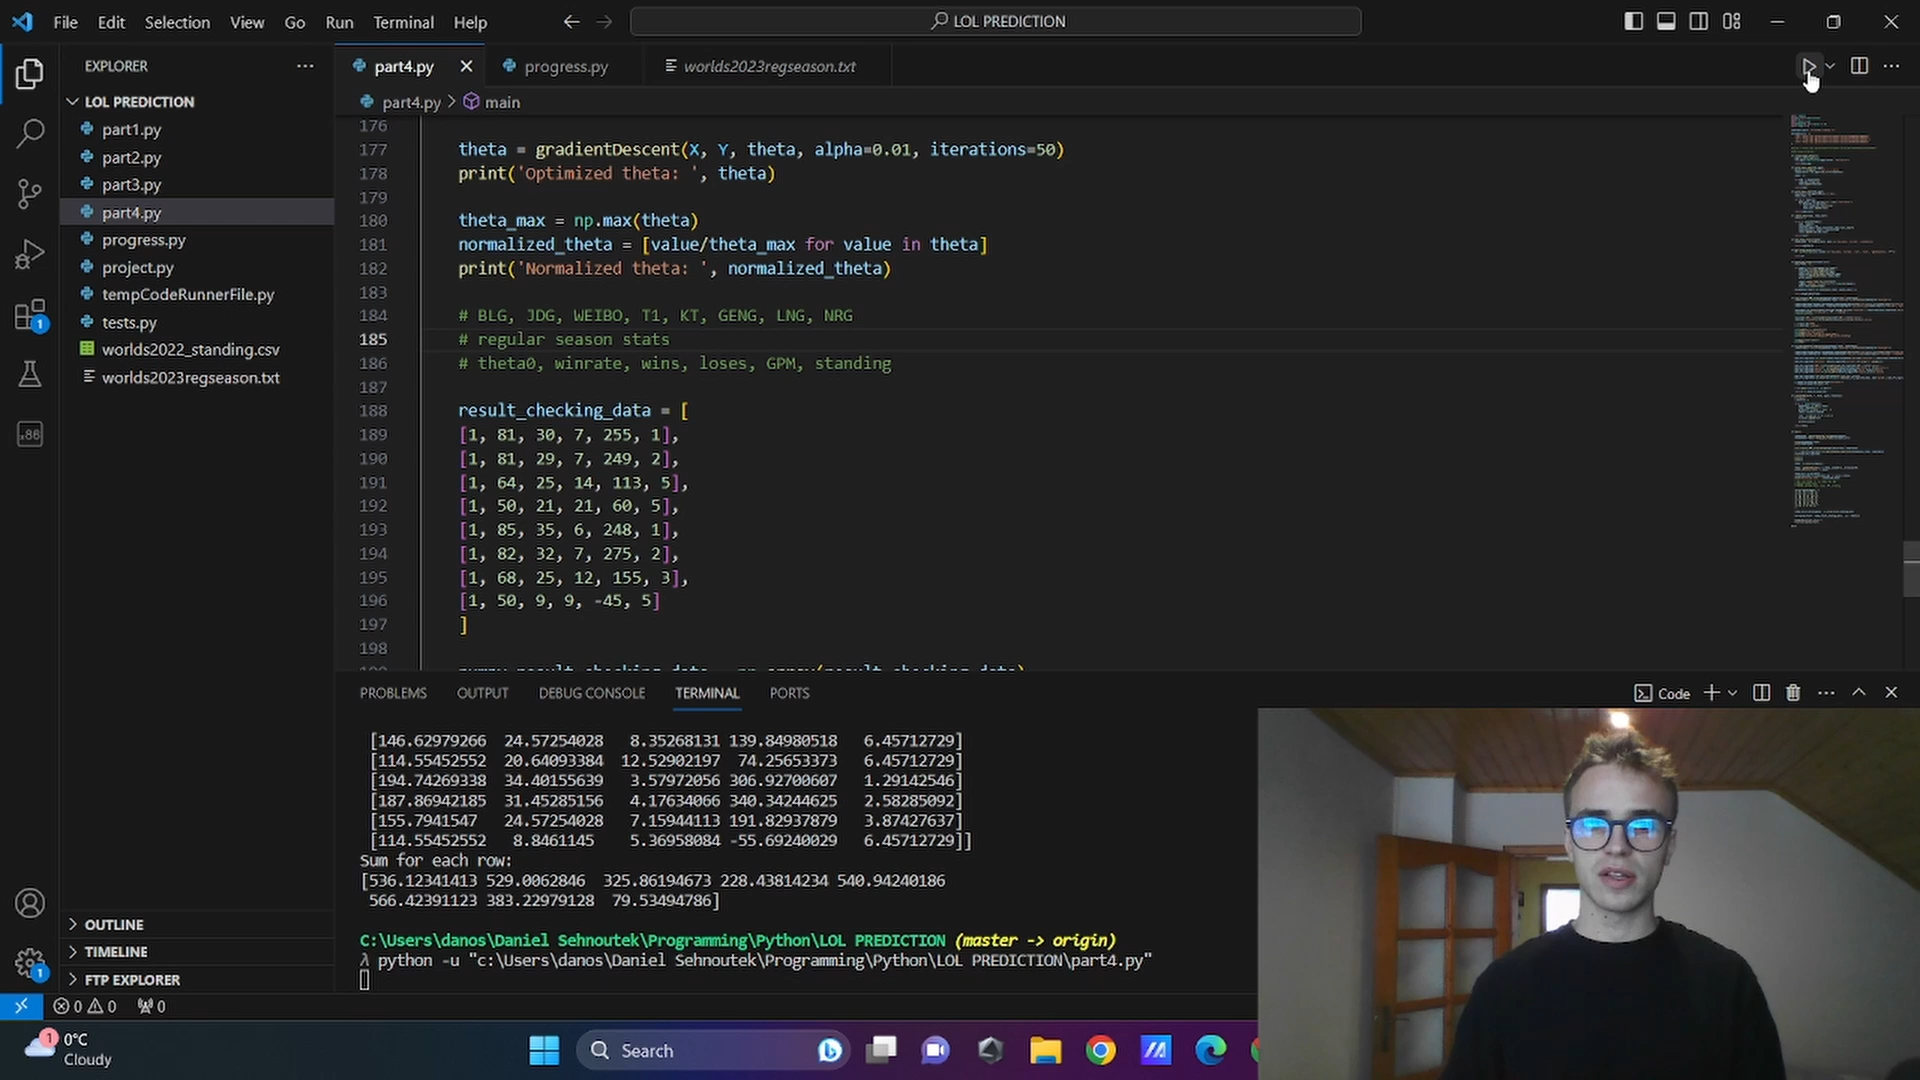 File Edit Selection View Go Run Terminal Help
LOL PREDICTION
EXPLORER
LOL PREDICTION
part1.py
part2.py
part3.py
part4.py
progress.py
project.py
tempCodeRunnerFile.py
tests.py
worlds2022_standing.csv
worlds2023regseason.txt
OUTLINE
TIMELINE
FTP EXPLORER
part4.py progress.py worlds2023regseason.txt
part4.py > main
176
177 theta = gradientDescent(X, Y, theta, alpha=0.01, iterations=50)
178 print('Optimized theta: ', theta)
179
180 theta_max = np.max(theta)
181 normalized_theta = [value/theta_max for value in theta]
182 print('Normalized theta: ', normalized_theta)
183
184 # BLG, JDG, WEIBO, T1, KT, GENG, LNG, NRG
185 # regular season stats
186 # theta0, winrate, wins, loses, GPM, standing
187
188 result_checking_data = [
189 [1, 81, 30, 7, 255, 1],
190 [1, 81, 29, 7, 249, 2],
191 [1, 64, 25, 14, 113, 5],
192 [1, 50, 21, 21, 60, 5],
193 [1, 85, 35, 6, 248, 1],
194 [1, 82, 32, 7, 275, 2],
195 [1, 68, 25, 12, 155, 3],
196 [1, 50, 9, 9, -45, 5]
197 ]
198
PROBLEMS OUTPUT DEBUG CONSOLE TERMINAL PORTS
Code
[146.62979266 24.57254028 8.35268131 139.84980518 6.45712729]
[114.55452552 20.64093384 12.52902197 74.25653373 6.45712729]
[194.74269338 34.40155639 3.57972056 306.92700607 1.29142546]
[187.86942185 31.45285156 4.17634066 340.34244625 2.58285092]
[155.7941547 24.57254028 7.15944113 191.82937879 3.87427637]
[114.55452552 8.8461145 5.36958084 -55.69240029 6.45712729]]
Sum for each row:
[536.12341413 529.0062846 325.86194673 228.43814234 540.94240186
566.42391123 383.22979128 79.53494786]
C:\Users\danos\Daniel Sehnoutek\Programming\Python\LOL PREDICTION (master -> origin)
λ python -u "c:\Users\danos\Daniel Sehnoutek\Programming\Python\LOL PREDICTION\part4.py"
0 0 0
0°C
Cloudy
Search